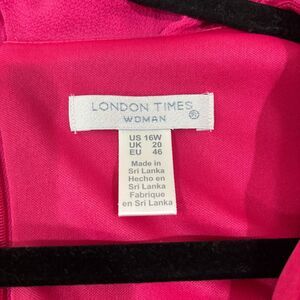 LONDON TIMES
WOMAN ®
US 16W
UK 20
EU 46
Made in
Sri Lanka
Hecho en
Sri Lanka
Fabrique
en Sri Lanka